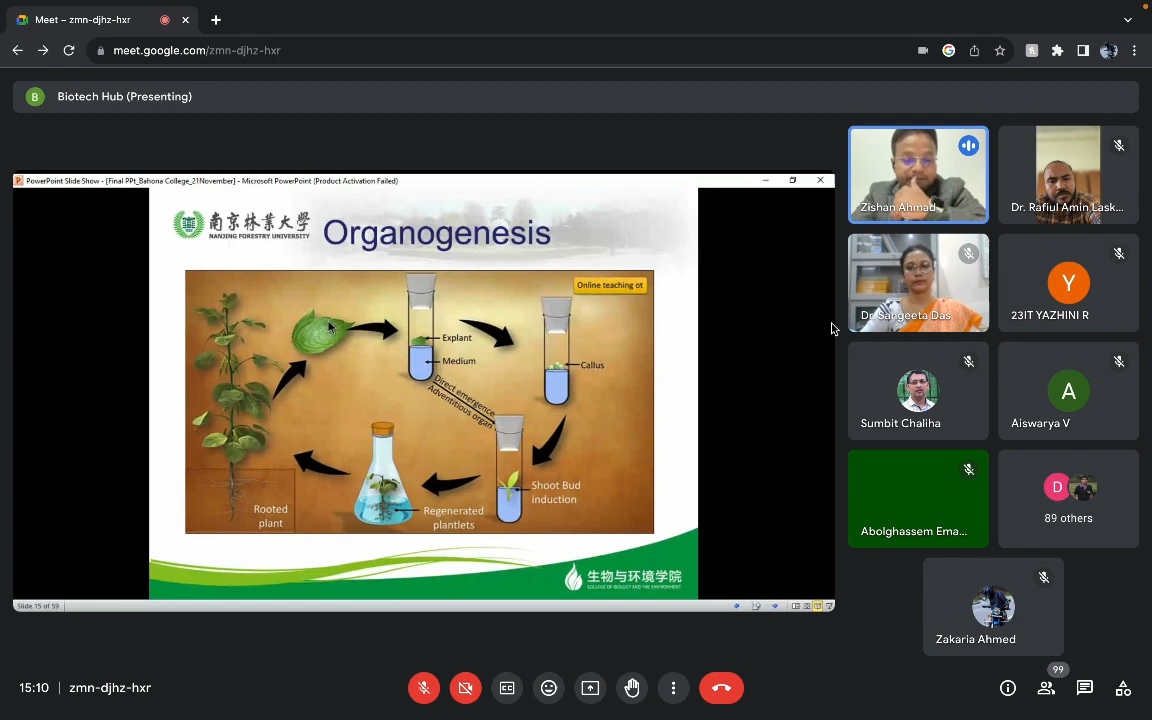 Meet – zmn-djhz-hxr
meet.google.com/zmn-djhz-hxr
B
Biotech Hub (Presenting)
PowerPoint Slide Show - [Final PPt_Bahona College_21November] - Microsoft PowerPoint (Product Activation Failed)
南京林業大學
NANJING FORESTRY UNIVERSITY
Organogenesis
Online teaching ot
Explant
Medium
Callus
Direct emergence
Adventitious organ
Shoot Bud
induction
Regenerated
plantlets
Rooted
plant
生物与环境学院
COLLEGE OF BIOLOGY AND THE ENVIRONMENT
Slide 15 of 59
Zishan Ahmad
Dr. Rafiul Amin Lask...
Dr. Sangeeta Das
Y
23IT YAZHINI R
Sumbit Chaliha
A
Aiswarya V
Abolghassem Ema...
D
89 others
Zakaria Ahmed
15:10 | zmn-djhz-hxr
99